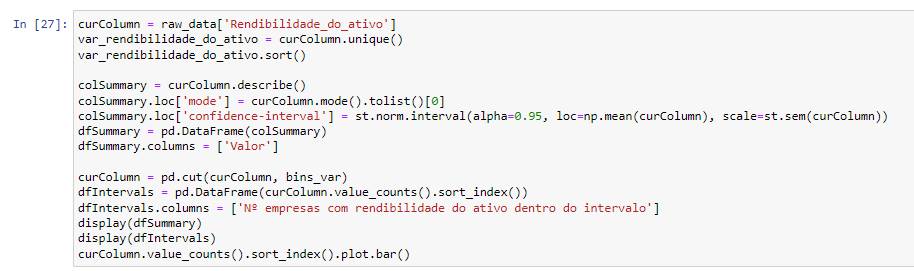 In [27]: curColumn = raw_data['Rendibilidade_do_ativo']
var_rendibilidade_do_ativo = curColumn.unique()
var_rendibilidade_do_ativo.sort()

colSummary = curColumn.describe()
colSummary.loc['mode'] = curColumn.mode().tolist()[0]
colSummary.loc['confidence-interval'] = st.norm.interval(alpha=0.95, loc=np.mean(curColumn), scale=st.sem(curColumn))
dfSummary = pd.DataFrame(colSummary)
dfSummary.columns = ['Valor']

curColumn = pd.cut(curColumn, bins_var)
dfIntervals = pd.DataFrame(curColumn.value_counts().sort_index())
dfIntervals.columns = ['Nº empresas com rendibilidade do ativo dentro do intervalo']
display(dfSummary)
display(dfIntervals)
curColumn.value_counts().sort_index().plot.bar()